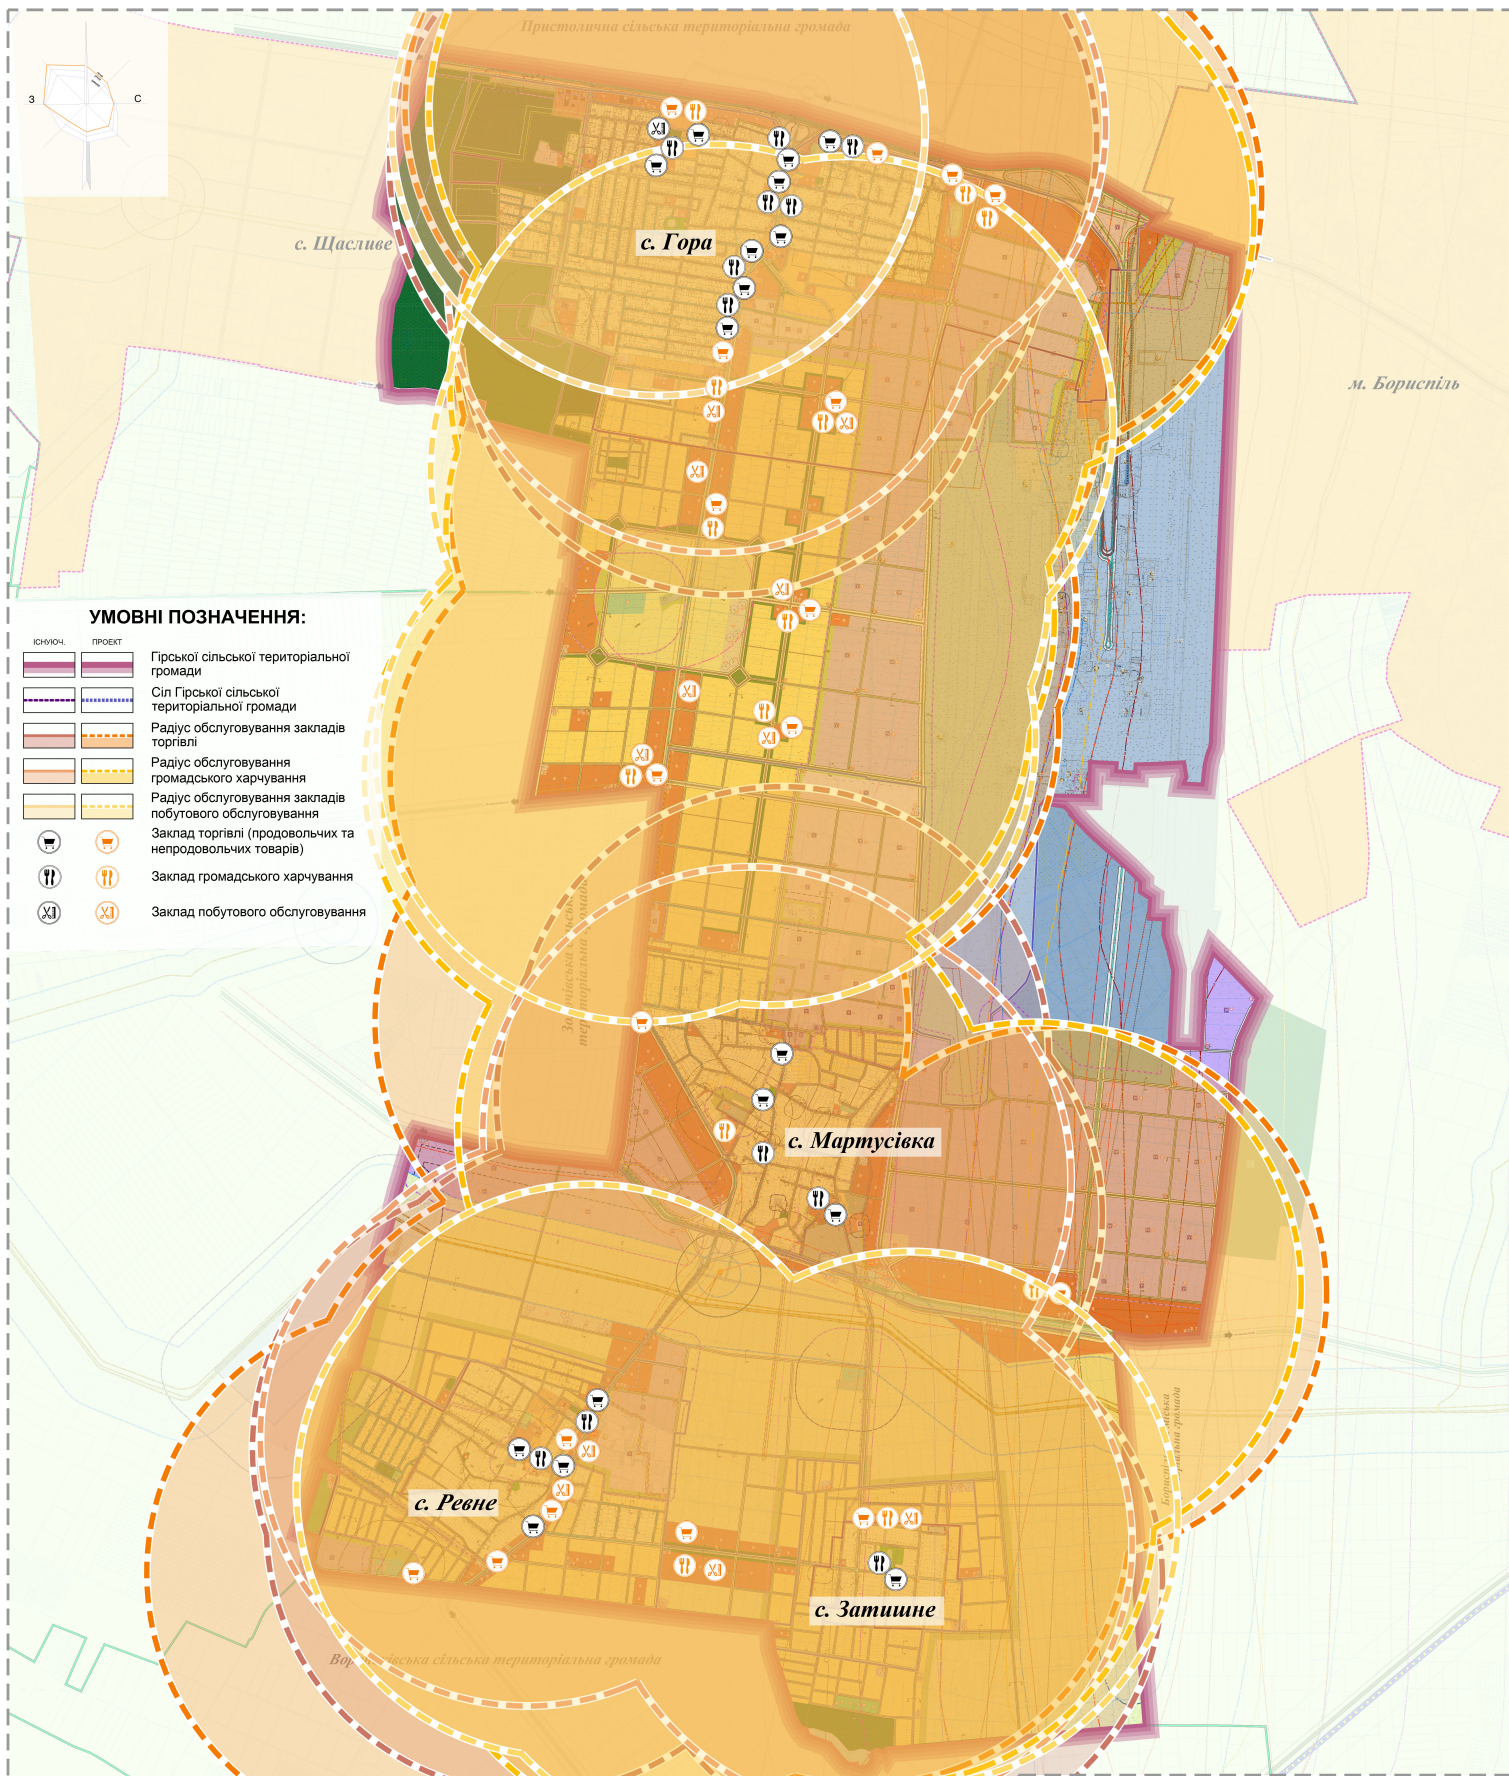 Пристолична сільська територіальна громада
З
С
с. Щасливе
с. Гора
м. Бориспіль
УМОВНІ ПОЗНАЧЕННЯ:
ІСНУЮЧ.
ПРОЕКТ
Гірської сільської територіальної
громади
Сіл Гірської сільської
територіальної громади
Радіус обслуговування закладів
торгівлі
Радіус обслуговування
громадського харчування
Радіус обслуговування закладів
побутового обслуговування
Заклад торгівлі (продовольчих та
непродовольчих товарів)
Заклад громадського харчування
Заклад побутового обслуговування
територіальна громада
с. Мартусівка
с. Ревне
с. Затишне
сільська територіальна громада